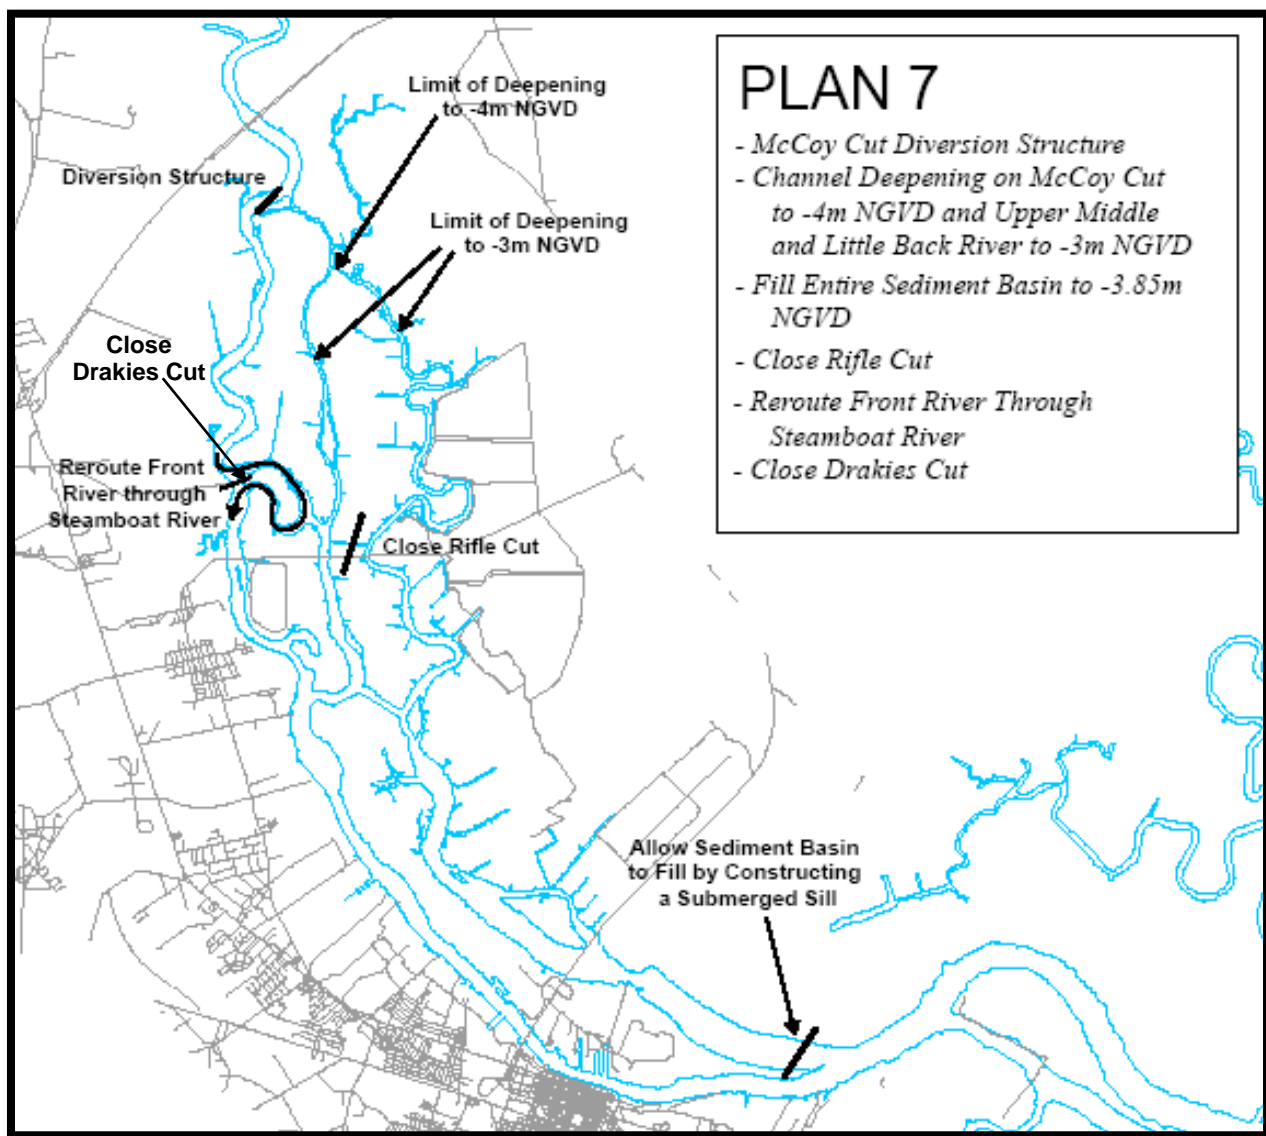 PLAN 7
- McCoy Cut Diversion Structure
- Channel Deepening on McCoy Cut
to -4m NGVD and Upper Middle
and Little Back River to -3m NGVD
- Fill Entire Sediment Basin to -3.85m
NGVD
- Close Rifle Cut
- Reroute Front River Through
Steamboat River
- Close Drakies Cut
Limit of Deepening
to -4m NGVD
Diversion Structure
Limit of Deepening
to -3m NGVD
Close
Drakies Cut
Reroute Front
River through
Steamboat River
Close Rifle Cut
Allow Sediment Basin
to Fill by Constructing
a Submerged Sill